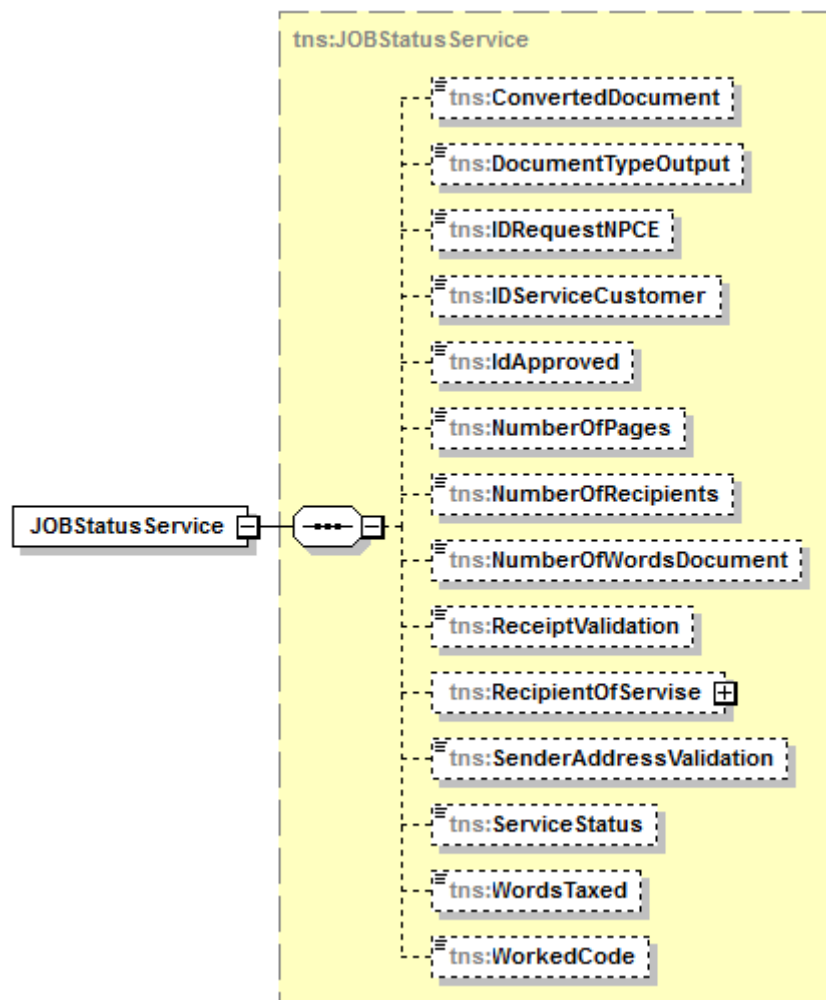 tns:JOBStatusService
tns:ConvertedDocument
tns:DocumentTypeOutput
tns:IDRequestNPCE
tns:IDServiceCustomer
tns:IdApproved
tns:NumberOfPages
tns:NumberOfRecipients
JOBStatusService
tns:NumberOfWordsDocument
tns:ReceiptValidation
tns:RecipientOfServise
tns:SenderAddressValidation
tns:ServiceStatus
tns:WordsTaxed
tns:WorkedCode